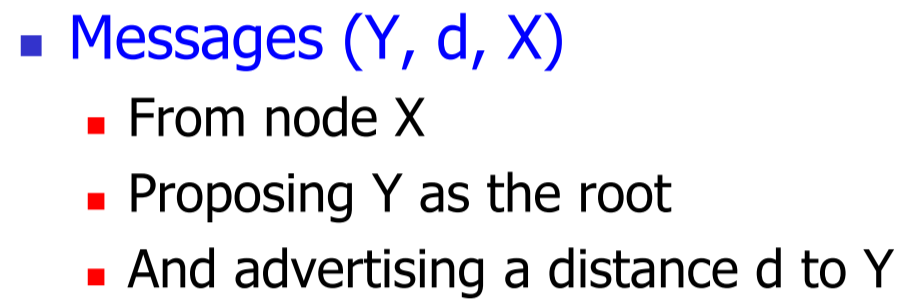 Messages (Y, d, X)
From node X
Proposing Y as the root
And advertising a distance d to Y